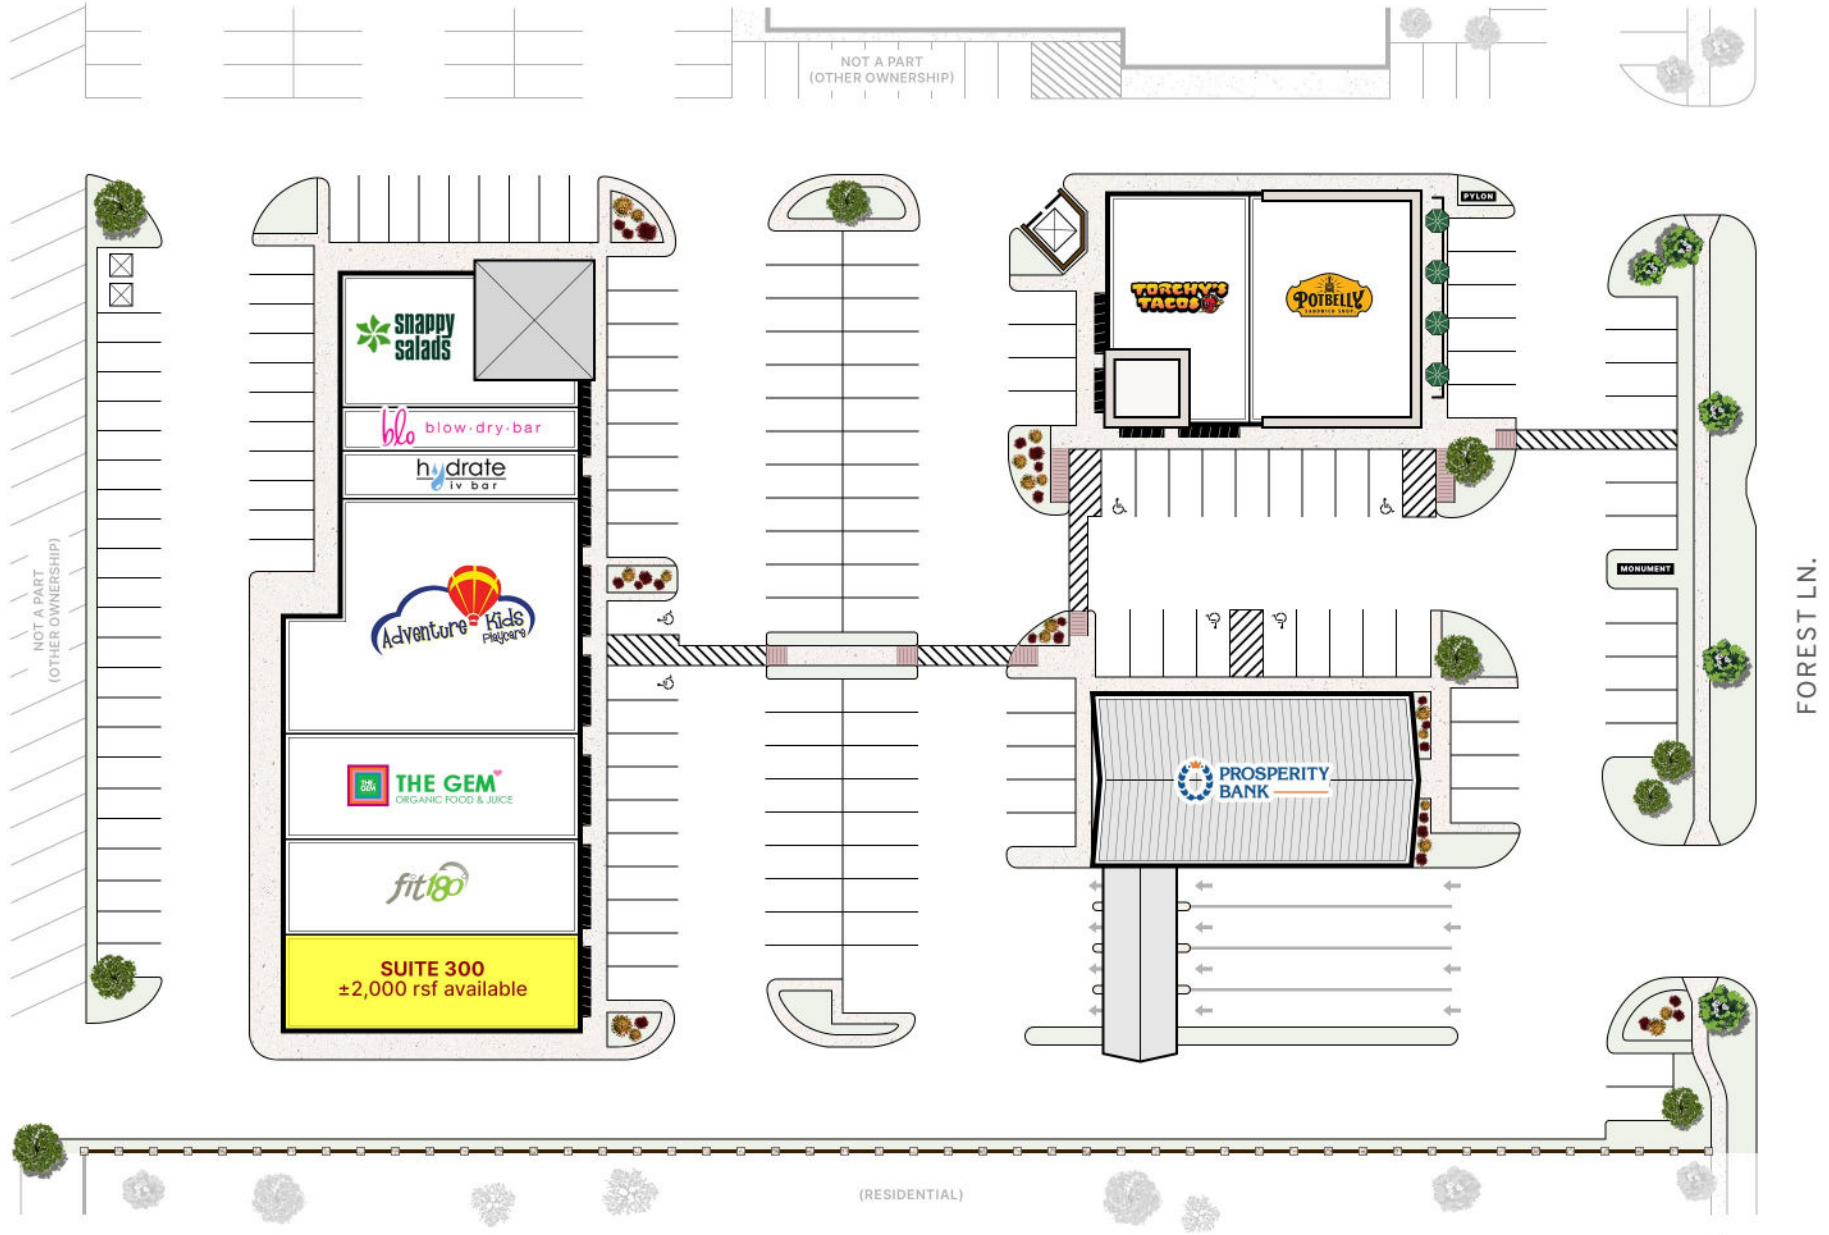 NOT A PART
(OTHER OWNERSHIP)
PYLON
TORCHY'S
TACOS
POTBELLY
SANDWICH SHOP
snappy
salads
blo blow·dry·bar
hydrate
iv bar
NOT A PART
(OTHER OWNERSHIP)
MONUMENT
FOREST LN.
Adventure Kids
Playcare
THE
GEM
THE GEM
ORGANIC FOOD & JUICE
PROSPERITY
BANK
fit180
SUITE 300
±2,000 rsf available
(RESIDENTIAL)